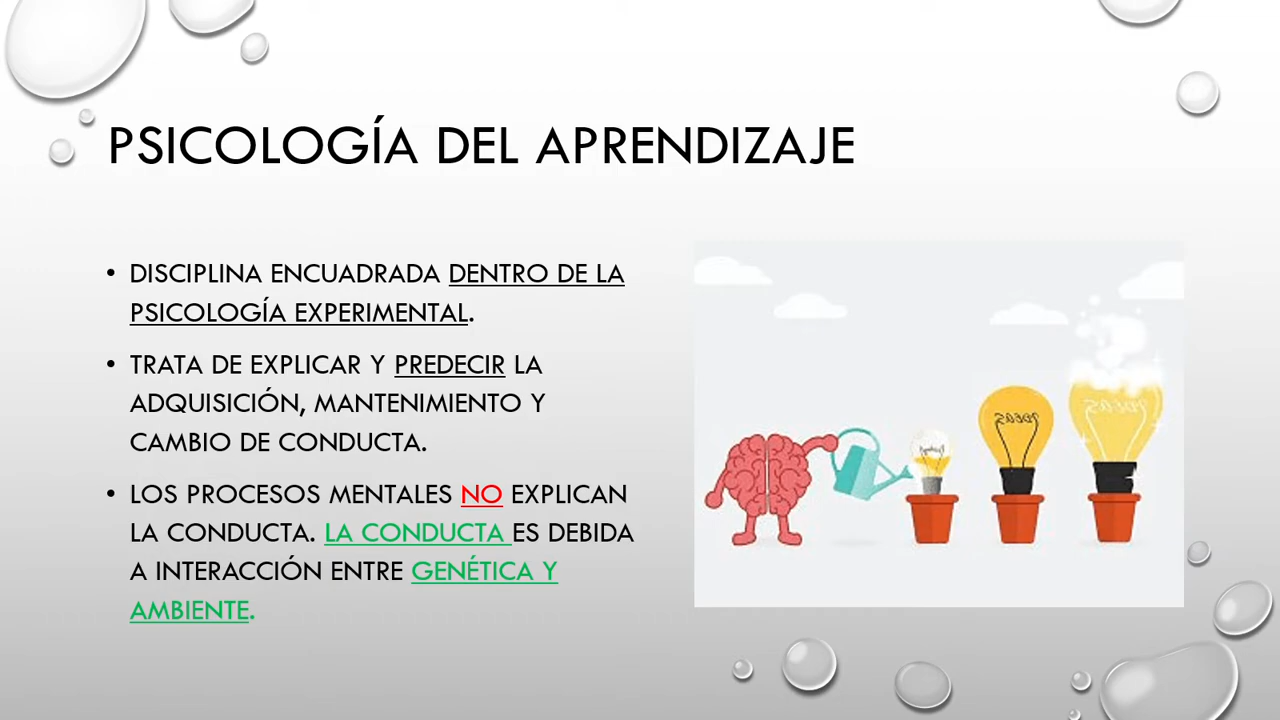 PSICOLOGÍA DEL APRENDIZAJE
• DISCIPLINA ENCUADRADA DENTRO DE LA
PSICOLOGÍA EXPERIMENTAL.
• TRATA DE EXPLICAR Y PREDECIR LA
ADQUISICIÓN, MANTENIMIENTO Y
CAMBIO DE CONDUCTA.
• LOS PROCESOS MENTALES NO EXPLICAN
LA CONDUCTA. LA CONDUCTA ES DEBIDA
A INTERACCIÓN ENTRE GENÉTICA Y
AMBIENTE.